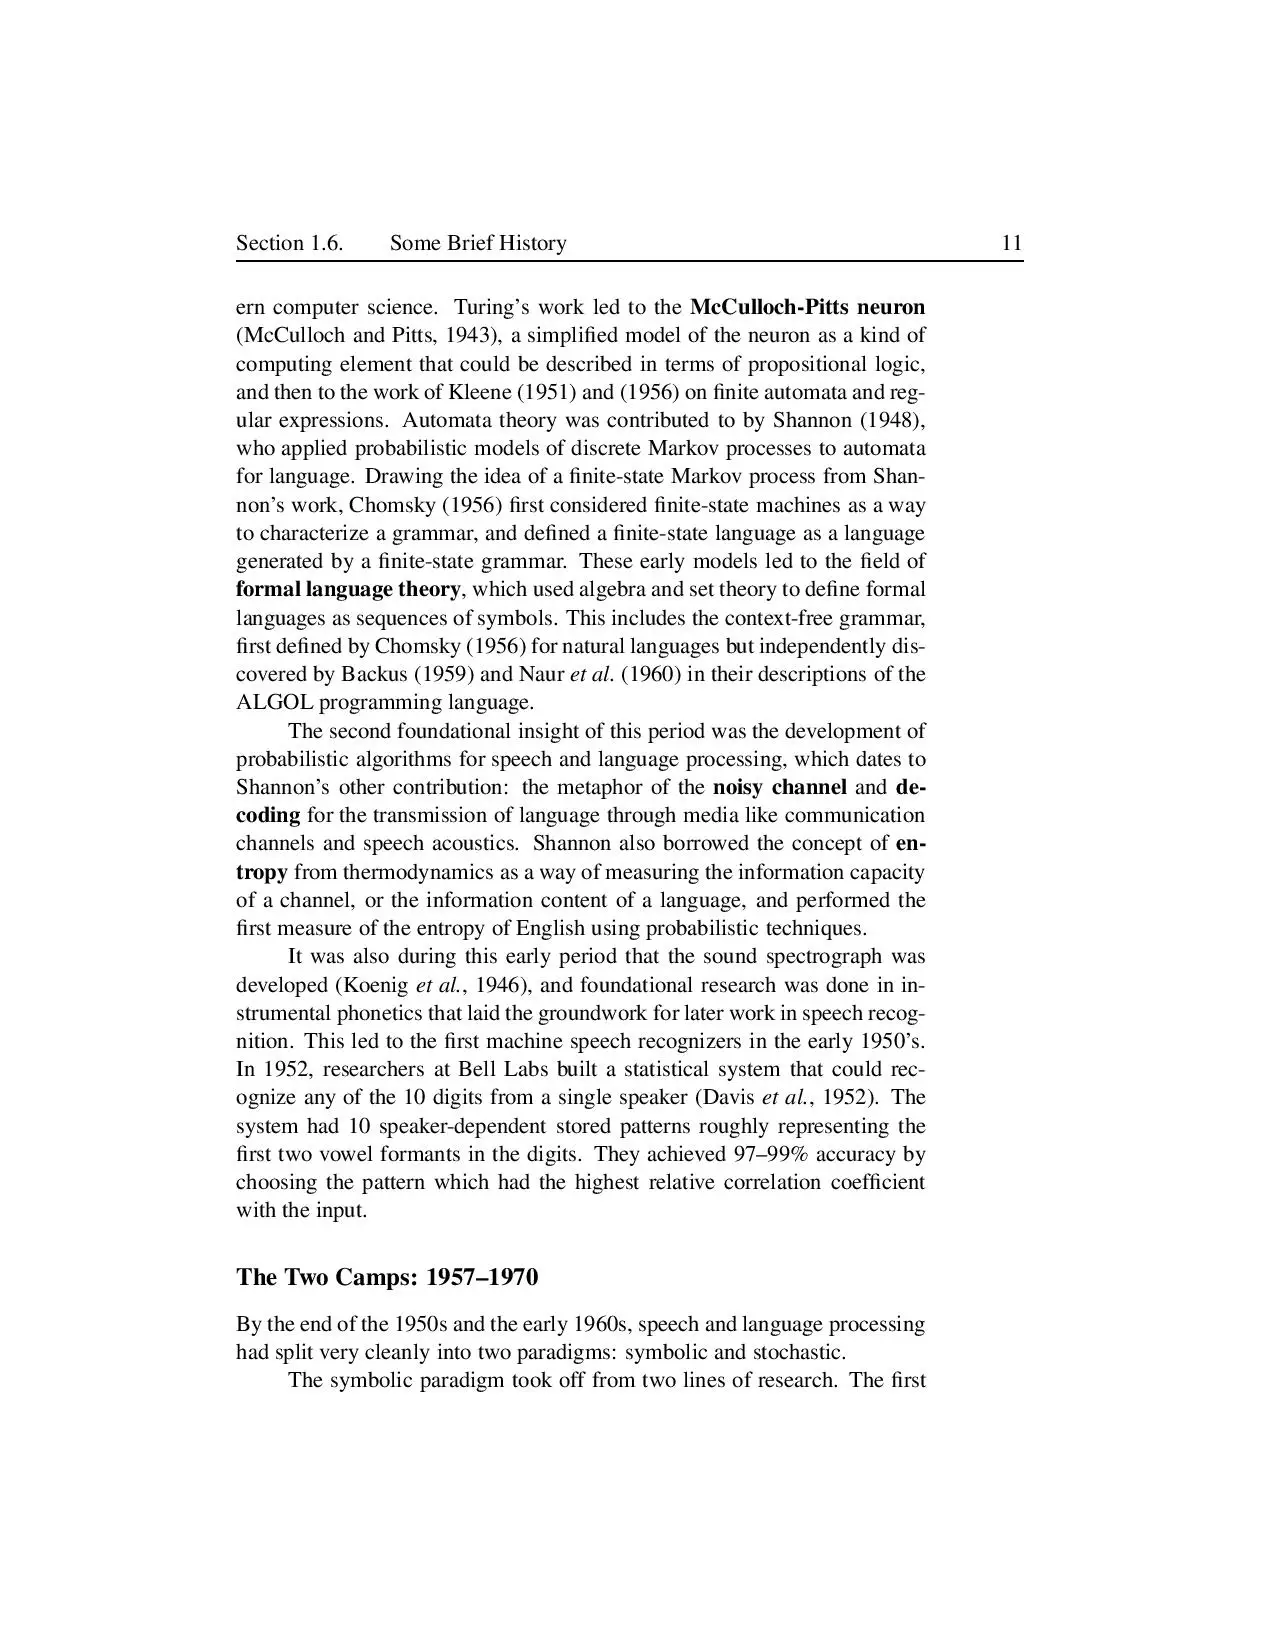 Section 1.6. Some Brief History 11
ern computer science. Turing's work led to the McCulloch-Pitts neuron
(McCulloch and Pitts, 1943), a simplified model of the neuron as a kind of
computing element that could be described in terms of propositional logic,
and then to the work of Kleene (1951) and (1956) on finite automata and reg-
ular expressions. Automata theory was contributed to by Shannon (1948),
who applied probabilistic models of discrete Markov processes to automata
for language. Drawing the idea of a finite-state Markov process from Shan-
non's work, Chomsky (1956) first considered finite-state machines as a way
to characterize a grammar, and defined a finite-state language as a language
generated by a finite-state grammar. These early models led to the field of
formal language theory, which used algebra and set theory to define formal
languages as sequences of symbols. This includes the context-free grammar,
first defined by Chomsky (1956) for natural languages but independently dis-
covered by Backus (1959) and Naur et al. (1960) in their descriptions of the
ALGOL programming language.
The second foundational insight of this period was the development of
probabilistic algorithms for speech and language processing, which dates to
Shannon's other contribution: the metaphor of the noisy channel and de-
coding for the transmission of language through media like communication
channels and speech acoustics. Shannon also borrowed the concept of en-
tropy from thermodynamics as a way of measuring the information capacity
of a channel, or the information content of a language, and performed the
first measure of the entropy of English using probabilistic techniques.
It was also during this early period that the sound spectrograph was
developed (Koenig et al., 1946), and foundational research was done in in-
strumental phonetics that laid the groundwork for later work in speech recog-
nition. This led to the first machine speech recognizers in the early 1950's.
In 1952, researchers at Bell Labs built a statistical system that could rec-
ognize any of the 10 digits from a single speaker (Davis et al., 1952). The
system had 10 speaker-dependent stored patterns roughly representing the
first two vowel formants in the digits. They achieved 97–99% accuracy by
choosing the pattern which had the highest relative correlation coefficient
with the input.
The Two Camps: 1957–1970
By the end of the 1950s and the early 1960s, speech and language processing
had split very cleanly into two paradigms: symbolic and stochastic.
The symbolic paradigm took off from two lines of research. The first